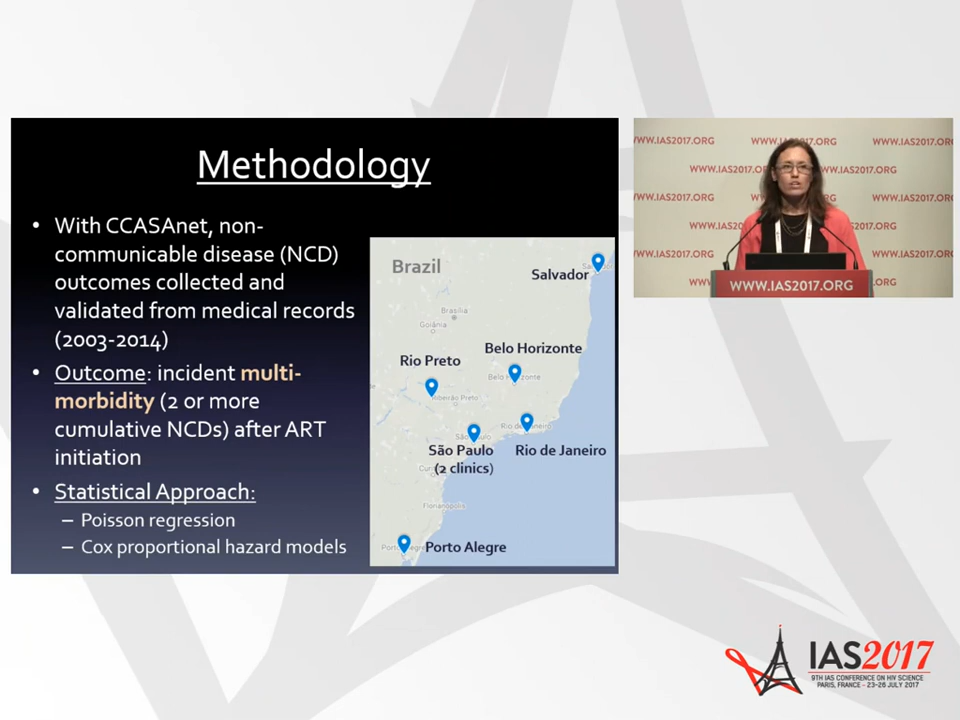 Methodology
• With CCASAnet, non-
communicable disease (NCD)
outcomes collected and
validated from medical records
(2003-2014)
• Outcome: incident multi-
morbidity (2 or more
cumulative NCDs) after ART
initiation
• Statistical Approach:
– Poisson regression
– Cox proportional hazard models
Brazil
Salvador
Brasília
Goiânia
Belo Horizonte
Rio Preto
Ribeirão Preto
São Paulo
(2 clinics)
Rio de Janeiro
Florianópolis
Porto Alegre
WWW.IAS2017.ORG WWW.IAS2017.ORG WWW.IAS2017.ORG
WWW.IAS2017.ORG
WWW.IAS2017.ORG
IAS2017
9TH IAS CONFERENCE ON HIV SCIENCE
PARIS, FRANCE – 23-26 JULY 2017